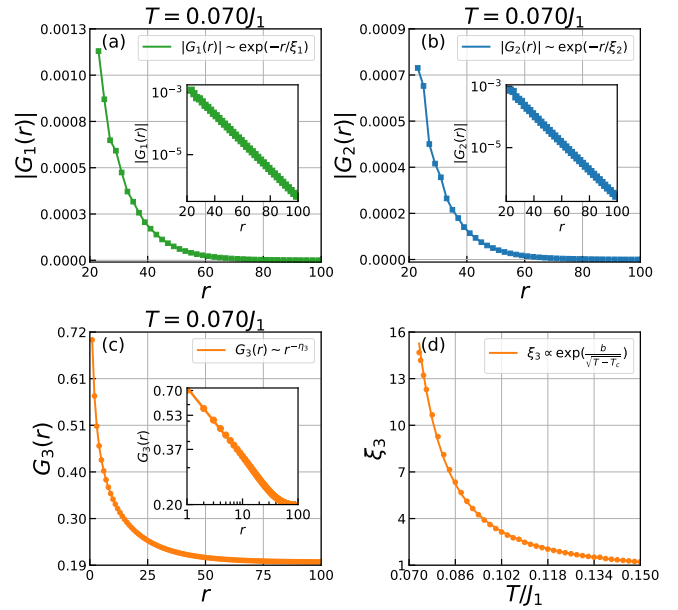 T = 0.070J₁
(a)
|G₁(r)| ~ exp(−r/ξ₁)
|G₁(r)|
0.0013
0.0010
0.0008
0.0005
0.0003
0.0000
20 40 60 80 100
r
|G₁(r)|
10⁻³
10⁻⁵
20 40 60 80 100
r
T = 0.070J₁
(b)
|G₂(r)| ~ exp(−r/ξ₂)
|G₂(r)|
0.0009
0.0007
0.0005
0.0004
0.0002
0.0000
20 40 60 80 100
r
|G₂(r)|
10⁻³
10⁻⁵
20 40 60 80 100
r
T = 0.070J₁
(c)
G₃(r) ~ r^{−η₃}
G₃(r)
0.72
0.61
0.51
0.40
0.30
0.19
0 25 50 75 100
r
G₃(r)
0.70
0.53
0.37
0.20
1 10 100
r
(d)
ξ₃ ∝ exp(b/√(T − T_c))
ξ₃
16
14
11
9
7
4
1
0.070 0.086 0.102 0.118 0.134 0.150
T/J₁